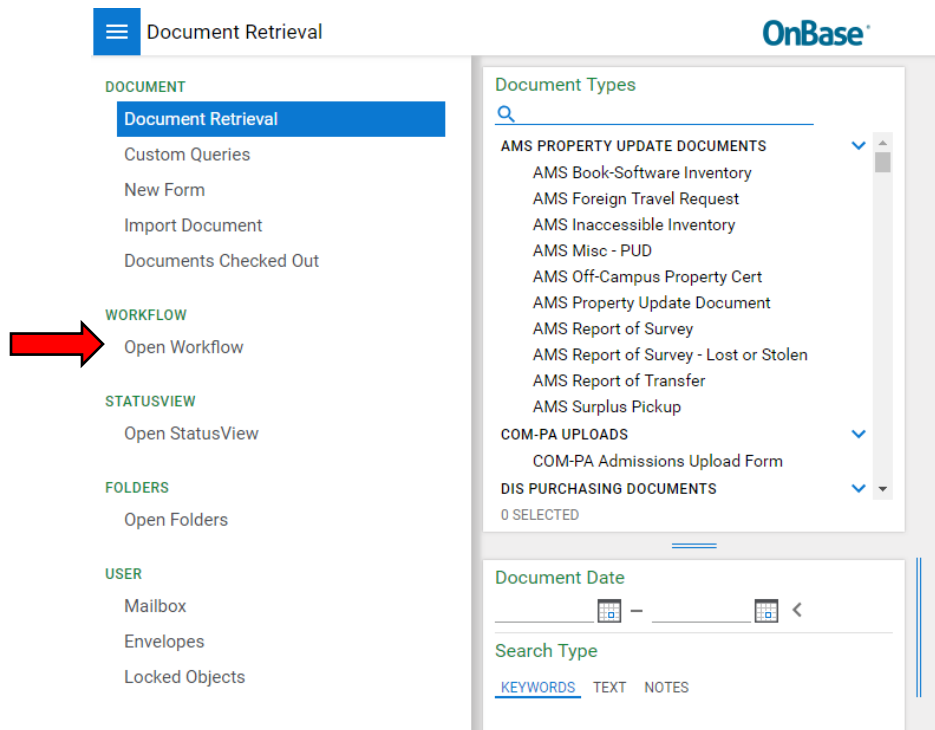 Document Retrieval
OnBase
DOCUMENT
Document Retrieval
Custom Queries
New Form
Import Document
Documents Checked Out
WORKFLOW
Open Workflow
STATUSVIEW
Open StatusView
FOLDERS
Open Folders
USER
Mailbox
Envelopes
Locked Objects
Document Types
AMS PROPERTY UPDATE DOCUMENTS
AMS Book-Software Inventory
AMS Foreign Travel Request
AMS Inaccessible Inventory
AMS Misc - PUD
AMS Off-Campus Property Cert
AMS Property Update Document
AMS Report of Survey
AMS Report of Survey - Lost or Stolen
AMS Report of Transfer
AMS Surplus Pickup
COM-PA UPLOADS
COM-PA Admissions Upload Form
DIS PURCHASING DOCUMENTS
0 SELECTED
Document Date
–
Search Type
KEYWORDS TEXT NOTES